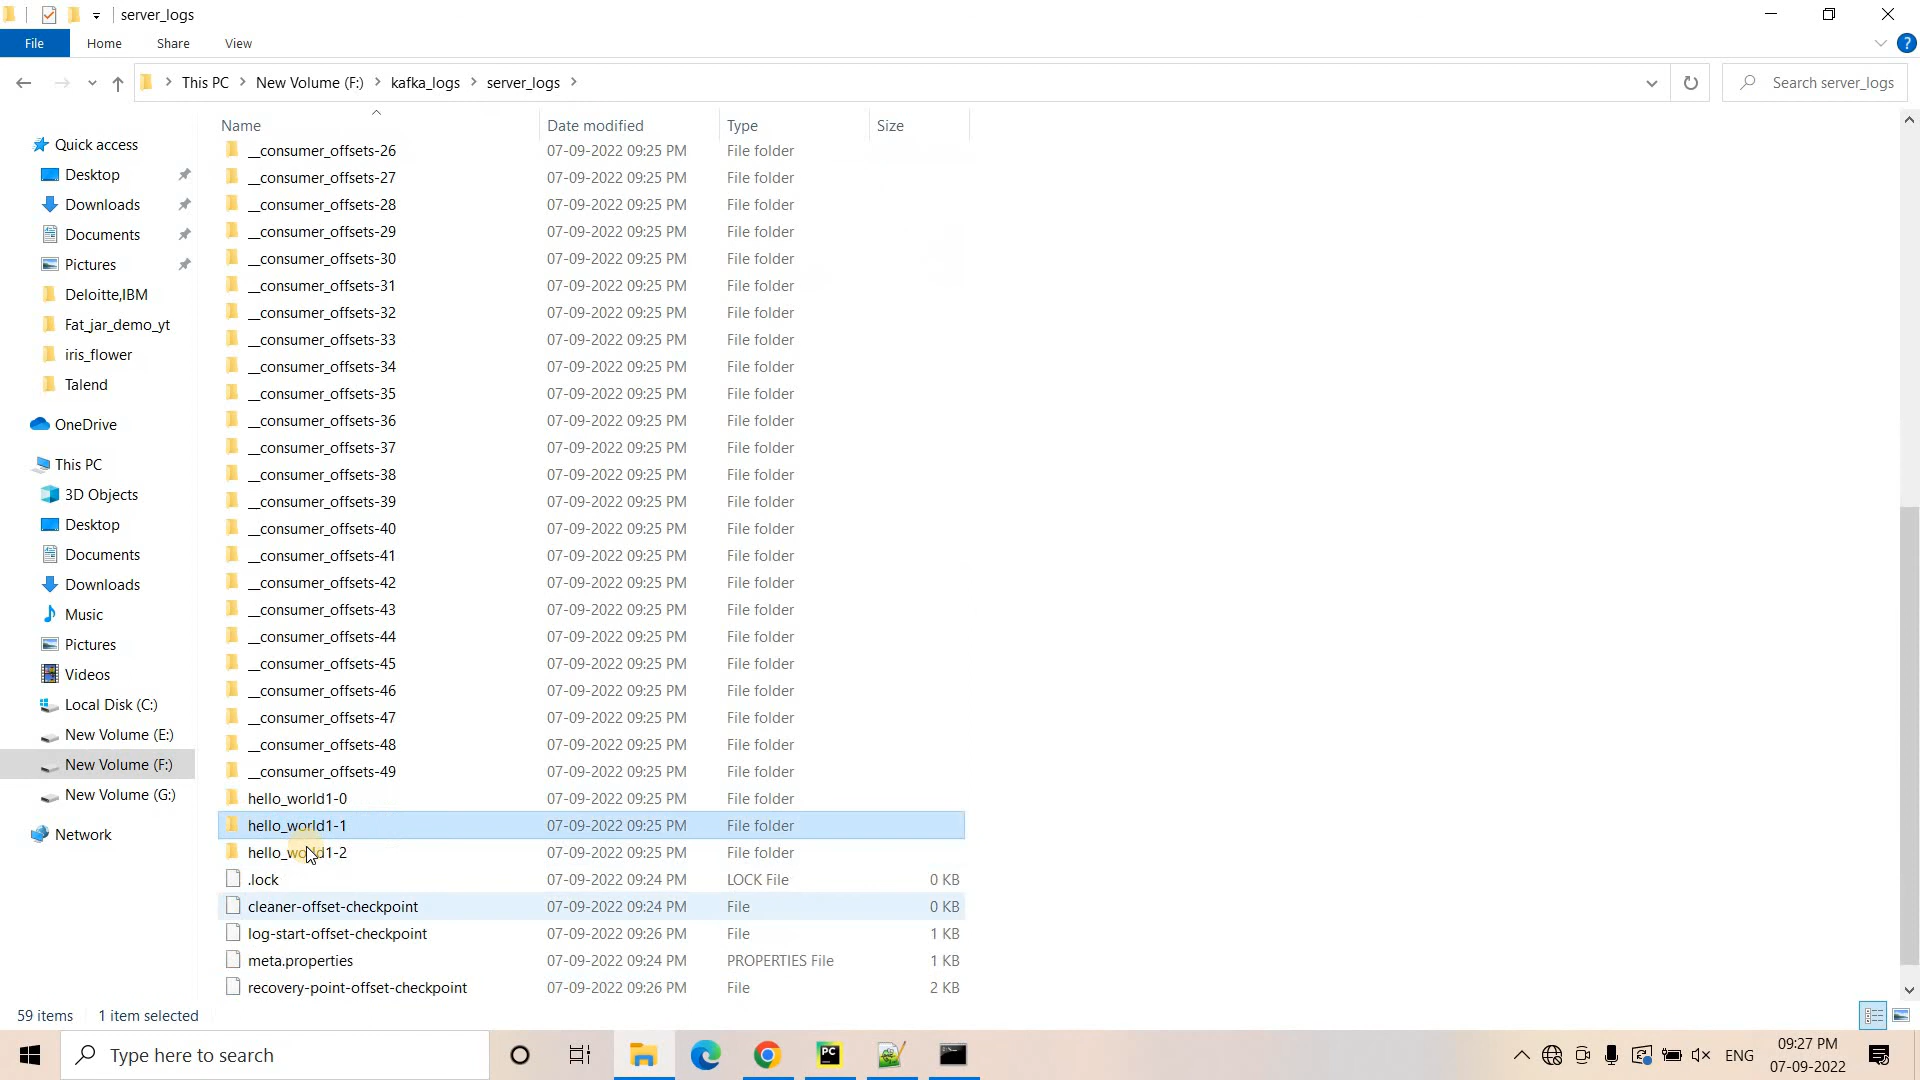 server_logs
File Home Share View
This PC New Volume (F:) kafka_logs server_logs
Search server_logs
Name Date modified Type Size
Quick access
Desktop
Downloads
Documents
Pictures
Deloitte,IBM
Fat_jar_demo_yt
iris_flower
Talend
OneDrive
This PC
3D Objects
Desktop
Documents
Downloads
Music
Pictures
Videos
Local Disk (C:)
New Volume (E:)
New Volume (F:)
New Volume (G:)
Network
__consumer_offsets-26 07-09-2022 09:25 PM File folder
__consumer_offsets-27 07-09-2022 09:25 PM File folder
__consumer_offsets-28 07-09-2022 09:25 PM File folder
__consumer_offsets-29 07-09-2022 09:25 PM File folder
__consumer_offsets-30 07-09-2022 09:25 PM File folder
__consumer_offsets-31 07-09-2022 09:25 PM File folder
__consumer_offsets-32 07-09-2022 09:25 PM File folder
__consumer_offsets-33 07-09-2022 09:25 PM File folder
__consumer_offsets-34 07-09-2022 09:25 PM File folder
__consumer_offsets-35 07-09-2022 09:25 PM File folder
__consumer_offsets-36 07-09-2022 09:25 PM File folder
__consumer_offsets-37 07-09-2022 09:25 PM File folder
__consumer_offsets-38 07-09-2022 09:25 PM File folder
__consumer_offsets-39 07-09-2022 09:25 PM File folder
__consumer_offsets-40 07-09-2022 09:25 PM File folder
__consumer_offsets-41 07-09-2022 09:25 PM File folder
__consumer_offsets-42 07-09-2022 09:25 PM File folder
__consumer_offsets-43 07-09-2022 09:25 PM File folder
__consumer_offsets-44 07-09-2022 09:25 PM File folder
__consumer_offsets-45 07-09-2022 09:25 PM File folder
__consumer_offsets-46 07-09-2022 09:25 PM File folder
__consumer_offsets-47 07-09-2022 09:25 PM File folder
__consumer_offsets-48 07-09-2022 09:25 PM File folder
__consumer_offsets-49 07-09-2022 09:25 PM File folder
hello_world1-0 07-09-2022 09:25 PM File folder
hello_world1-1 07-09-2022 09:25 PM File folder
hello_world1-2 07-09-2022 09:25 PM File folder
.lock 07-09-2022 09:24 PM LOCK File 0 KB
cleaner-offset-checkpoint 07-09-2022 09:24 PM File 0 KB
log-start-offset-checkpoint 07-09-2022 09:26 PM File 1 KB
meta.properties 07-09-2022 09:24 PM PROPERTIES File 1 KB
recovery-point-offset-checkpoint 07-09-2022 09:26 PM File 2 KB
59 items 1 item selected
Type here to search
PC
ENG
09:27 PM
07-09-2022